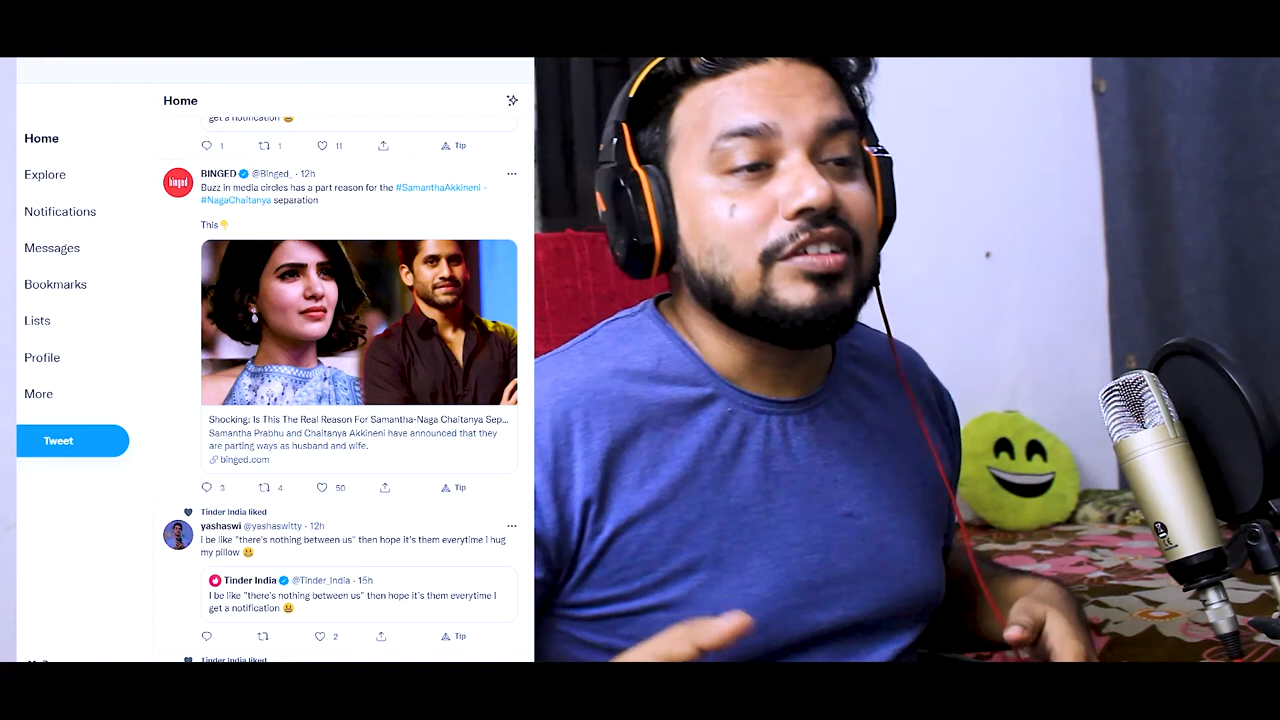 Home
get a notification
1 1 11 Tip
Home
Explore
Notifications
Messages
Bookmarks
Lists
Profile
More
Tweet
binged
BINGED @Binged_ · 12h
Buzz in media circles has a part reason for the #SamanthaAkkineni -
#NagaChaitanya separation
This👇
Shocking: Is This The Real Reason For Samantha-Naga Chaitanya Sep...
Samantha Prabhu and Chaitanya Akkineni have announced that they
are parting ways as husband and wife.
binged.com
3 4 50 Tip
Tinder India liked
yashaswi @yashaswitty · 12h
I be like "there's nothing between us" then hope it's them everytime I hug
my pillow
Tinder India @Tinder_India · 15h
I be like "there's nothing between us" then hope it's them everytime I
get a notification
2 Tip
Tinder India liked